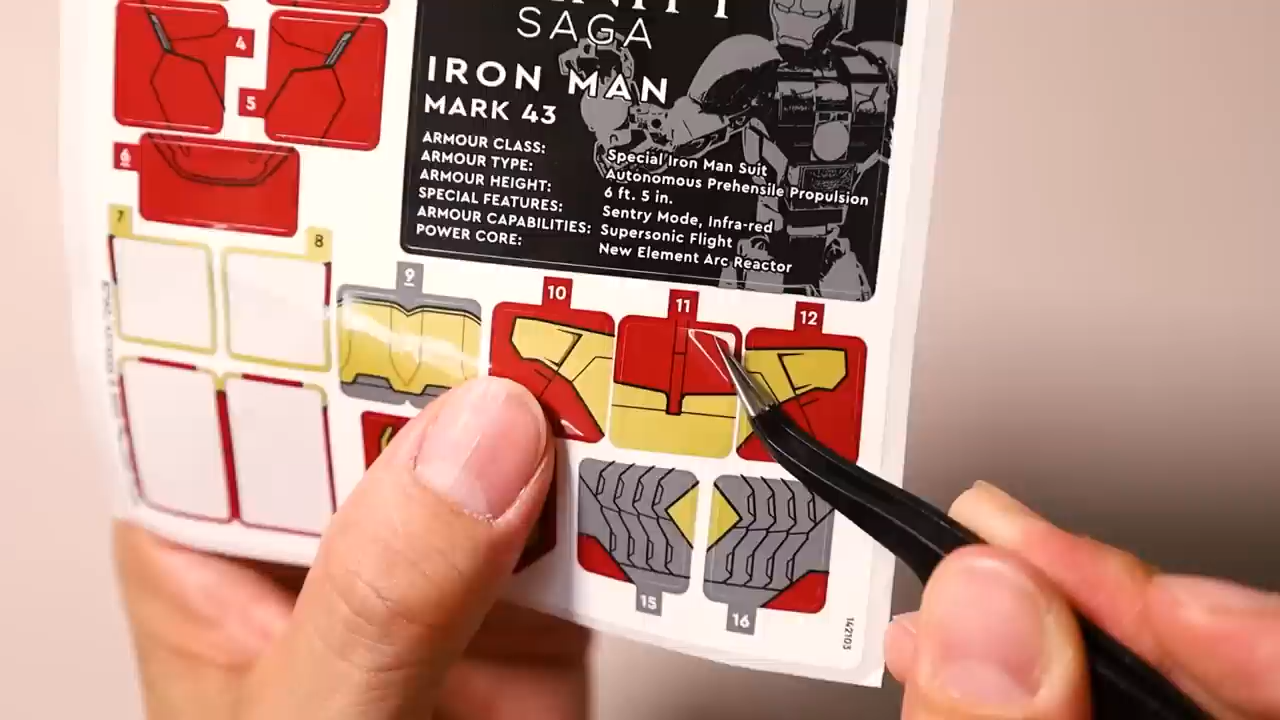 SAGA
IRON MAN
MARK 43
ARMOUR CLASS: Special Iron Man Suit
ARMOUR TYPE: Autonomous Prehensile Propulsion
ARMOUR HEIGHT: 6 ft. 5 in.
SPECIAL FEATURES: Sentry Mode, Infra-red
ARMOUR CAPABILITIES: Supersonic Flight
POWER CORE: New Element Arc Reactor
4
5
6
7
8
9
10
11
12
15
16
142103